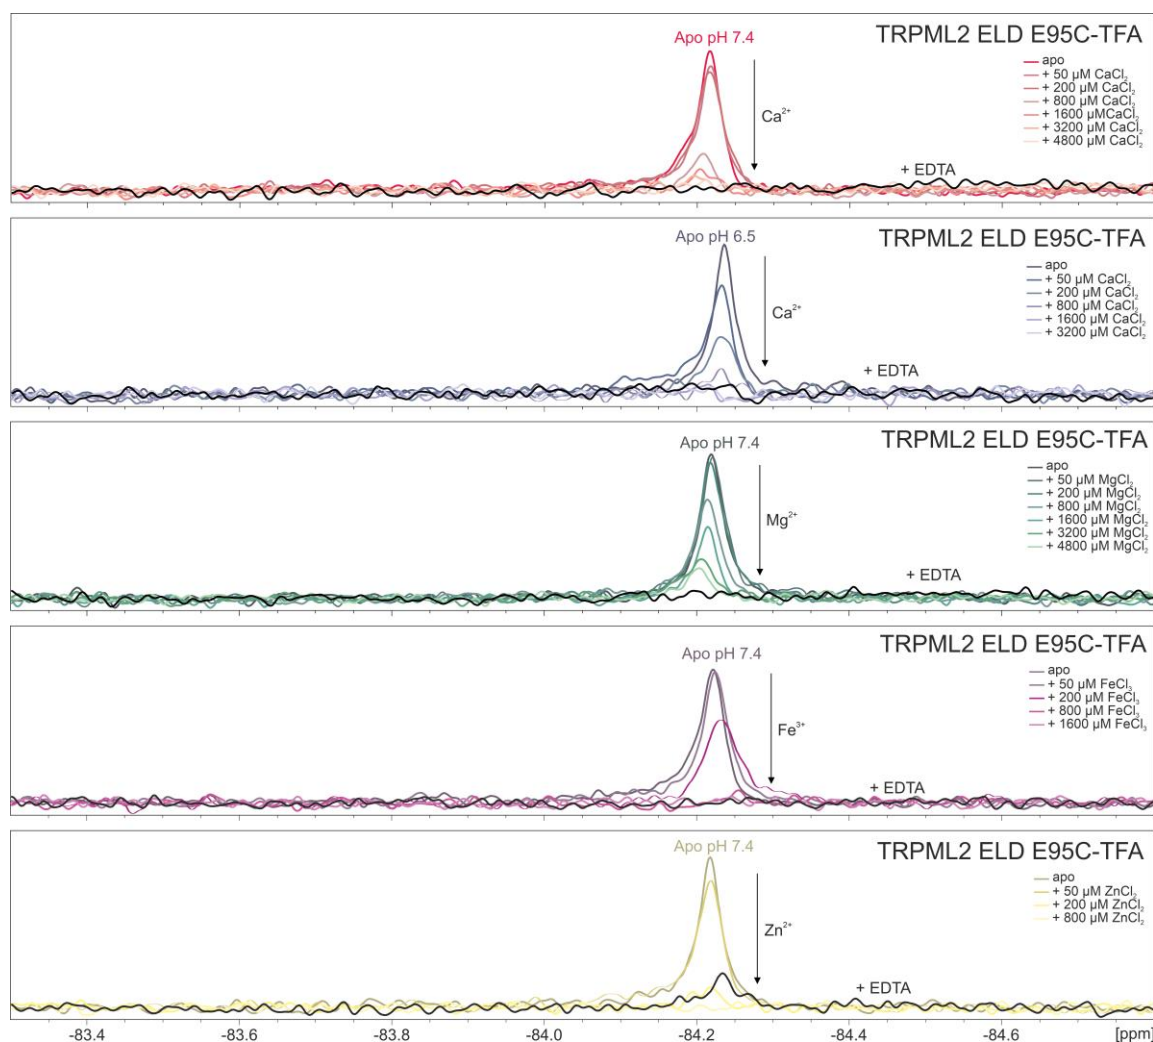 TRPML2 ELD E95C-TFA
Apo pH 7.4
apo
+ 50 µM CaCl₂
+ 200 µM CaCl₂
+ 800 µM CaCl₂
+ 1600 µMCaCl₂
+ 3200 µM CaCl₂
+ 4800 µM CaCl₂
Ca²⁺
+ EDTA
TRPML2 ELD E95C-TFA
Apo pH 6.5
apo
+ 50 µM CaCl₂
+ 200 µM CaCl₂
+ 800 µM CaCl₂
+ 1600 µM CaCl₂
+ 3200 µM CaCl₂
Ca²⁺
+ EDTA
TRPML2 ELD E95C-TFA
Apo pH 7.4
apo
+ 50 µM MgCl₂
+ 200 µM MgCl₂
+ 800 µM MgCl₂
+ 1600 µM MgCl₂
+ 3200 µM MgCl₂
+ 4800 µM MgCl₂
Mg²⁺
+ EDTA
TRPML2 ELD E95C-TFA
Apo pH 7.4
apo
+ 50 µM FeCl₃
+ 200 µM FeCl₃
+ 800 µM FeCl₃
+ 1600 µM FeCl₃
Fe³⁺
+ EDTA
TRPML2 ELD E95C-TFA
Apo pH 7.4
apo
+ 50 µM ZnCl₂
+ 200 µM ZnCl₂
+ 800 µM ZnCl₂
Zn²⁺
+ EDTA
-83.4 -83.6 -83.8 -84.0 -84.2 -84.4 -84.6 [ppm]